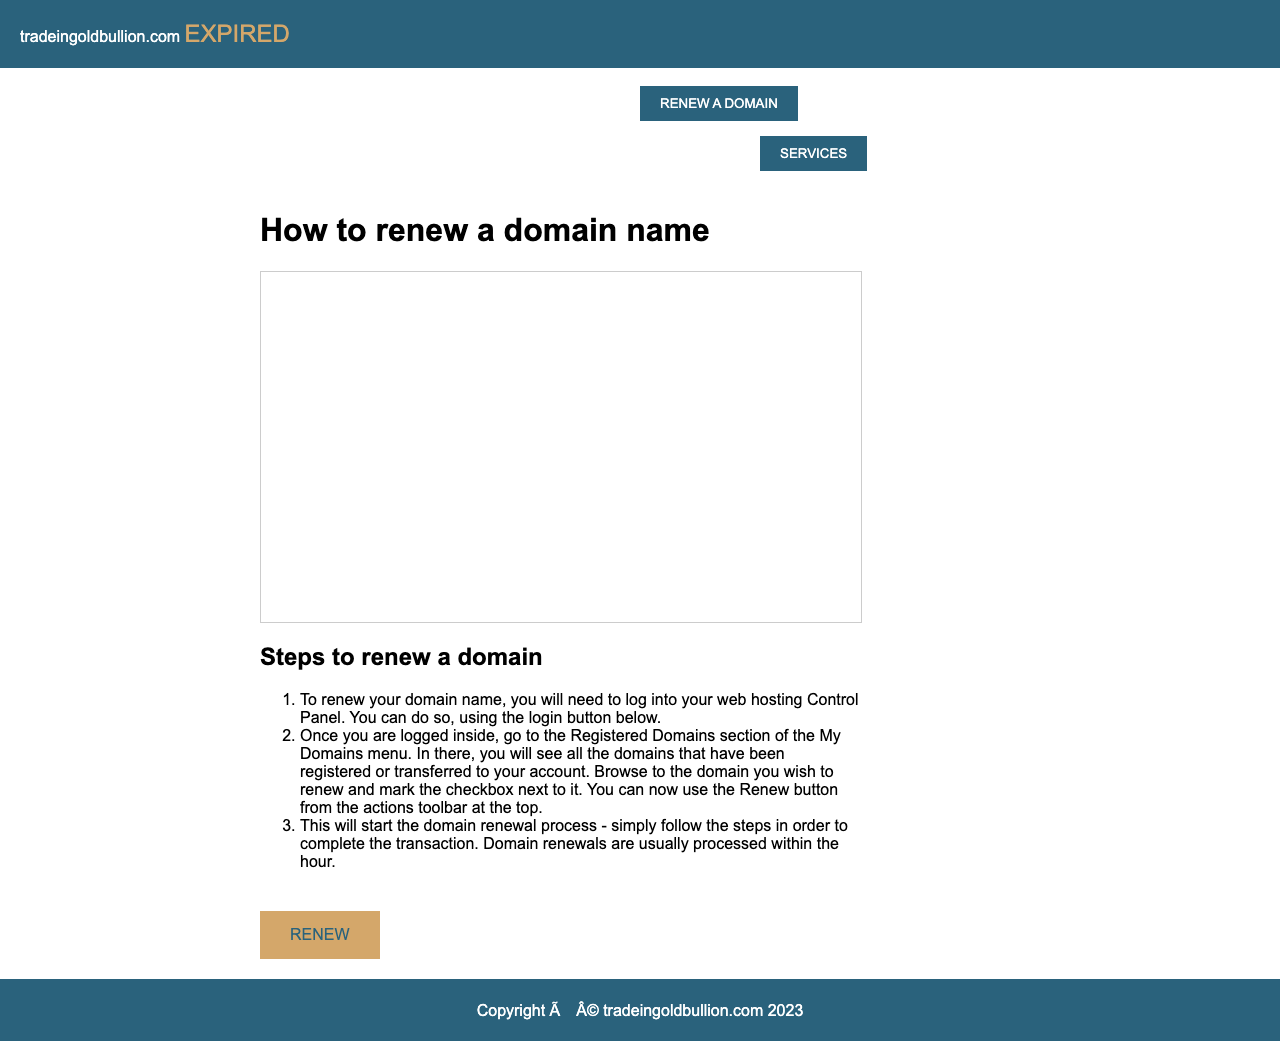 tradeingoldbullion.com EXPIRED
RENEW A DOMAIN
SERVICES
How to renew a domain name
Steps to renew a domain
1. To renew your domain name, you will need to log into your web hosting Control
Panel. You can do so, using the login button below.
2. Once you are logged inside, go to the Registered Domains section of the My
Domains menu. In there, you will see all the domains that have been
registered or transferred to your account. Browse to the domain you wish to
renew and mark the checkbox next to it. You can now use the Renew button
from the actions toolbar at the top.
3. This will start the domain renewal process - simply follow the steps in order to
complete the transaction. Domain renewals are usually processed within the
hour.
RENEW
Copyright Ã Â© tradeingoldbullion.com 2023